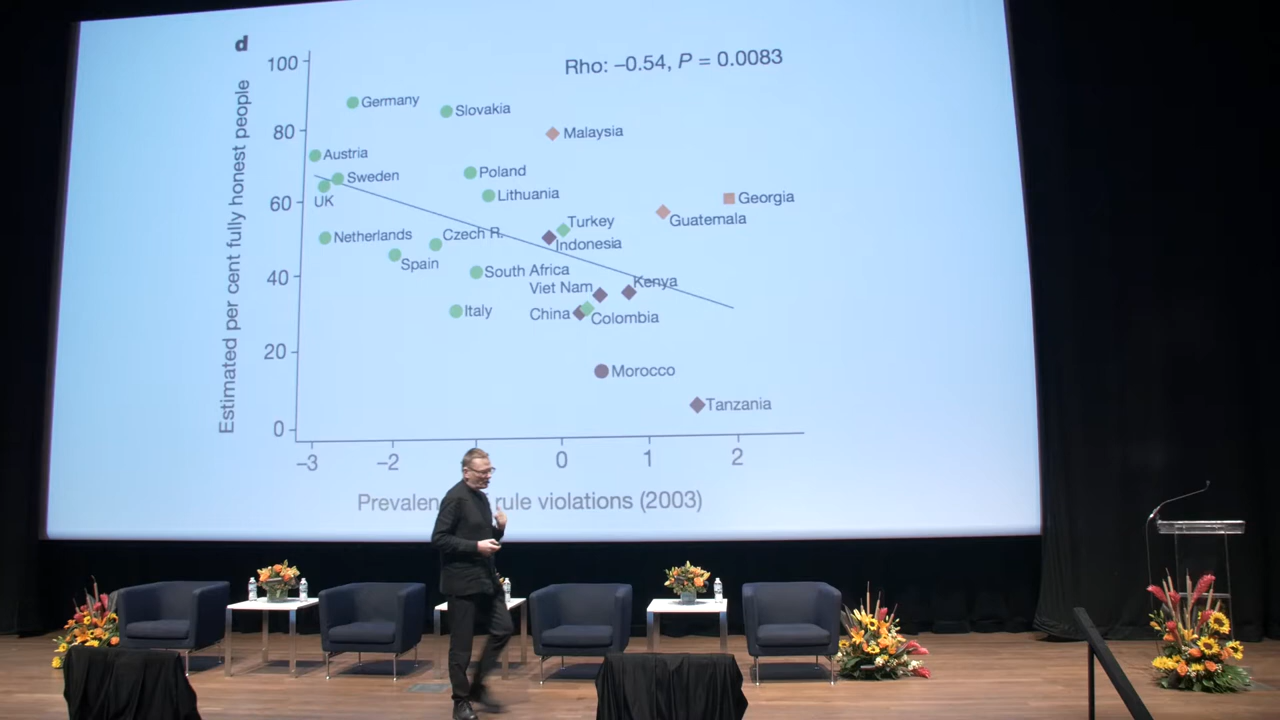 d
Rho: –0.54, P = 0.0083
Estimated per cent fully honest people
100
80
60
40
20
0
Germany
Slovakia
Malaysia
Austria
Sweden
UK
Poland
Lithuania
Georgia
Guatemala
Turkey
Indonesia
Netherlands
Czech R.
Spain
South Africa
Viet Nam
Kenya
Italy
China
Colombia
Morocco
Tanzania
–3
–2
0
1
2
rule violations (2003)